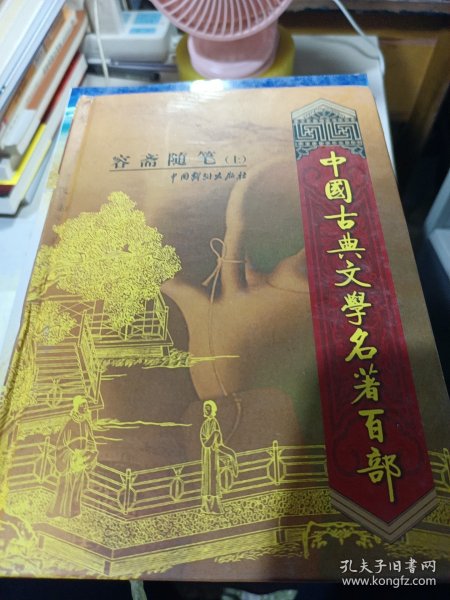 容斋随笔（上）
中国戏剧出版社
中國古典文學名著百部
孔夫子旧书网
www.kongfz.com